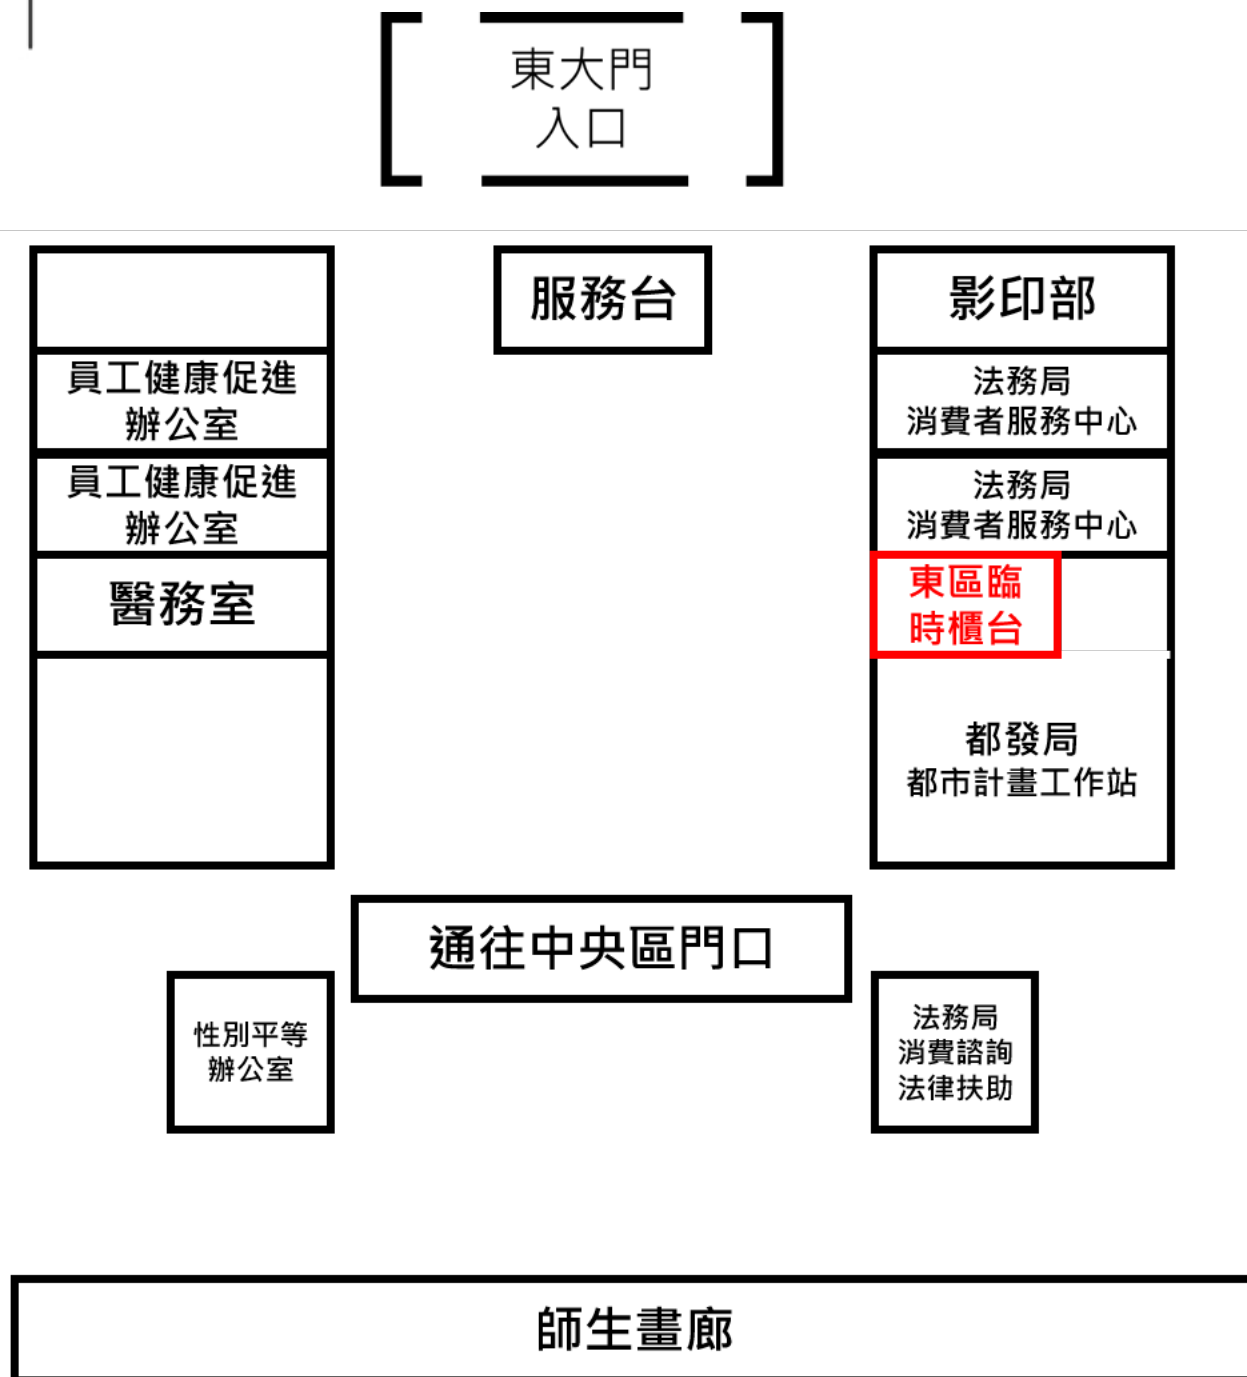 東大門
入口
服務台
影印部
員工健康促進
辦公室
法務局
消費者服務中心
員工健康促進
辦公室
法務局
消費者服務中心
醫務室
東區臨
時櫃台
都發局
都市計畫工作站
通往中央區門口
性別平等
辦公室
法務局
消費諮詢
法律扶助
師生畫廊